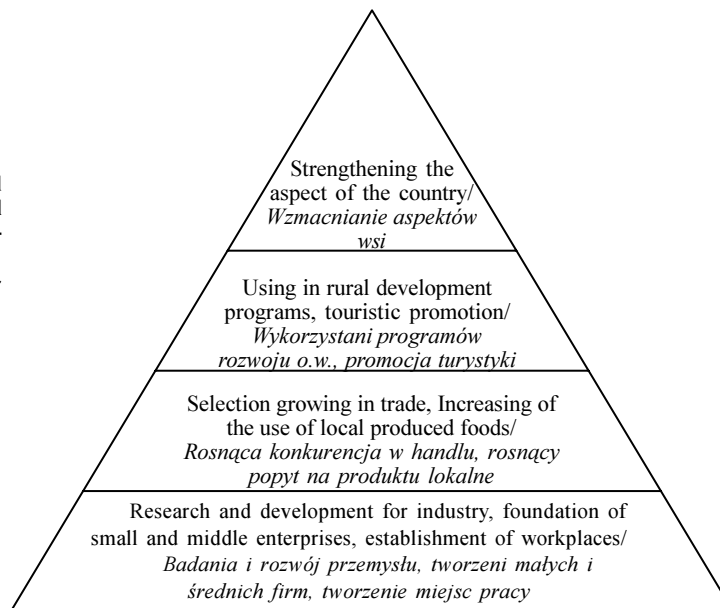 Strengthening the
aspect of the country/
Wzmacnianie aspektów
wsi
Using in rural development
programs, touristic promotion/
Wykorzystani programów
rozwoju o.w., promocja turystyki
Selection growing in trade, Increasing of
the use of local produced foods/
Rosnąca konkurencja w handlu, rosnący
popyt na produktu lokalne
Research and development for industry, foundation of
small and middle enterprises, establishment of workplaces/
Badania i rozwój przemysłu, tworzeni małych i
średnich firm, tworzenie miejsc pracy